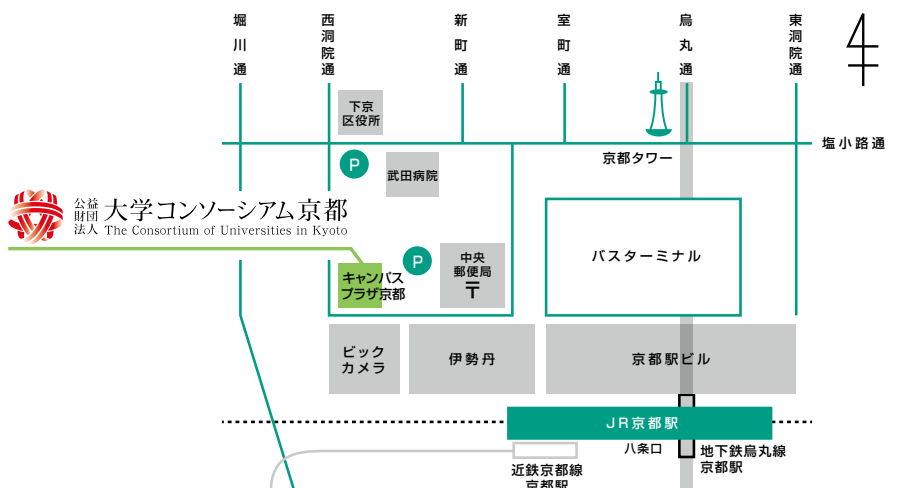 堀川通
西洞院通
新町通
室町通
烏丸通
東洞院通
下京
区役所
塩小路通
P
京都タワー
武田病院
公益
財団
法人
大学コンソーシアム京都
The Consortium of Universities in Kyoto
P
中央
郵便局
〒
バスターミナル
キャンパス
プラザ京都
ビック
カメラ
伊勢丹
京都駅ビル
JR京都駅
八条口
地下鉄烏丸線
京都駅
近鉄京都線
京都駅